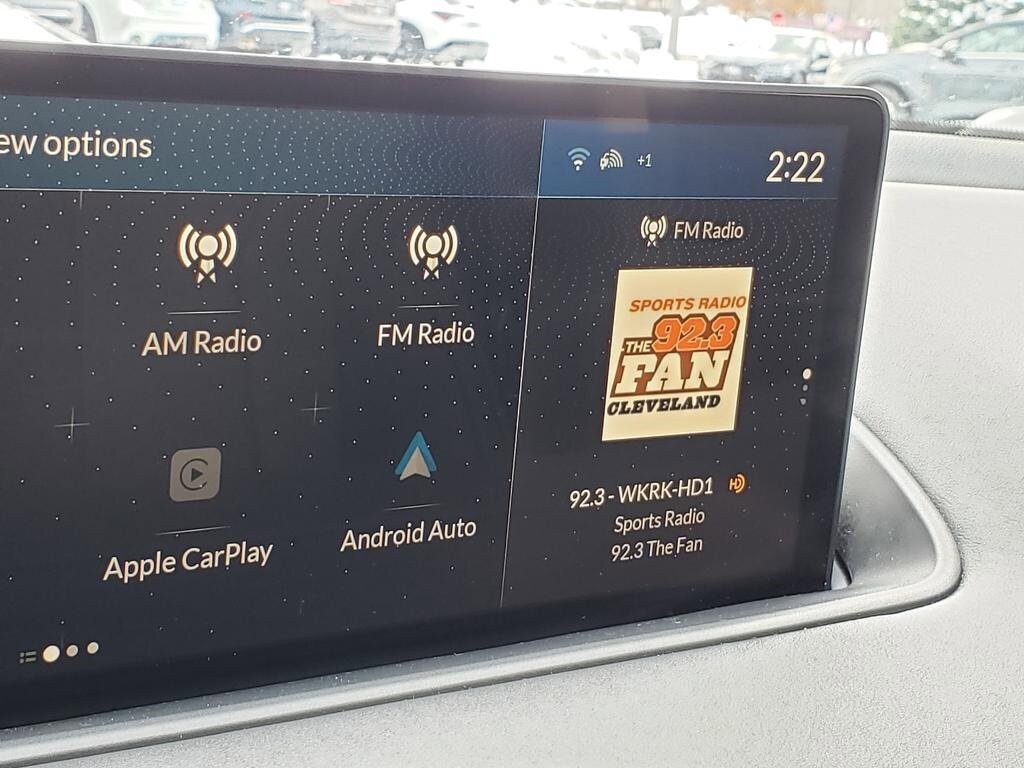 ew options
+1
2:22
AM Radio
FM Radio
Apple CarPlay
Android Auto
FM Radio
SPORTS RADIO
92.3
THE
FAN
CLEVELAND
92.3 - WKRK-HD1 HD
Sports Radio
92.3 The Fan